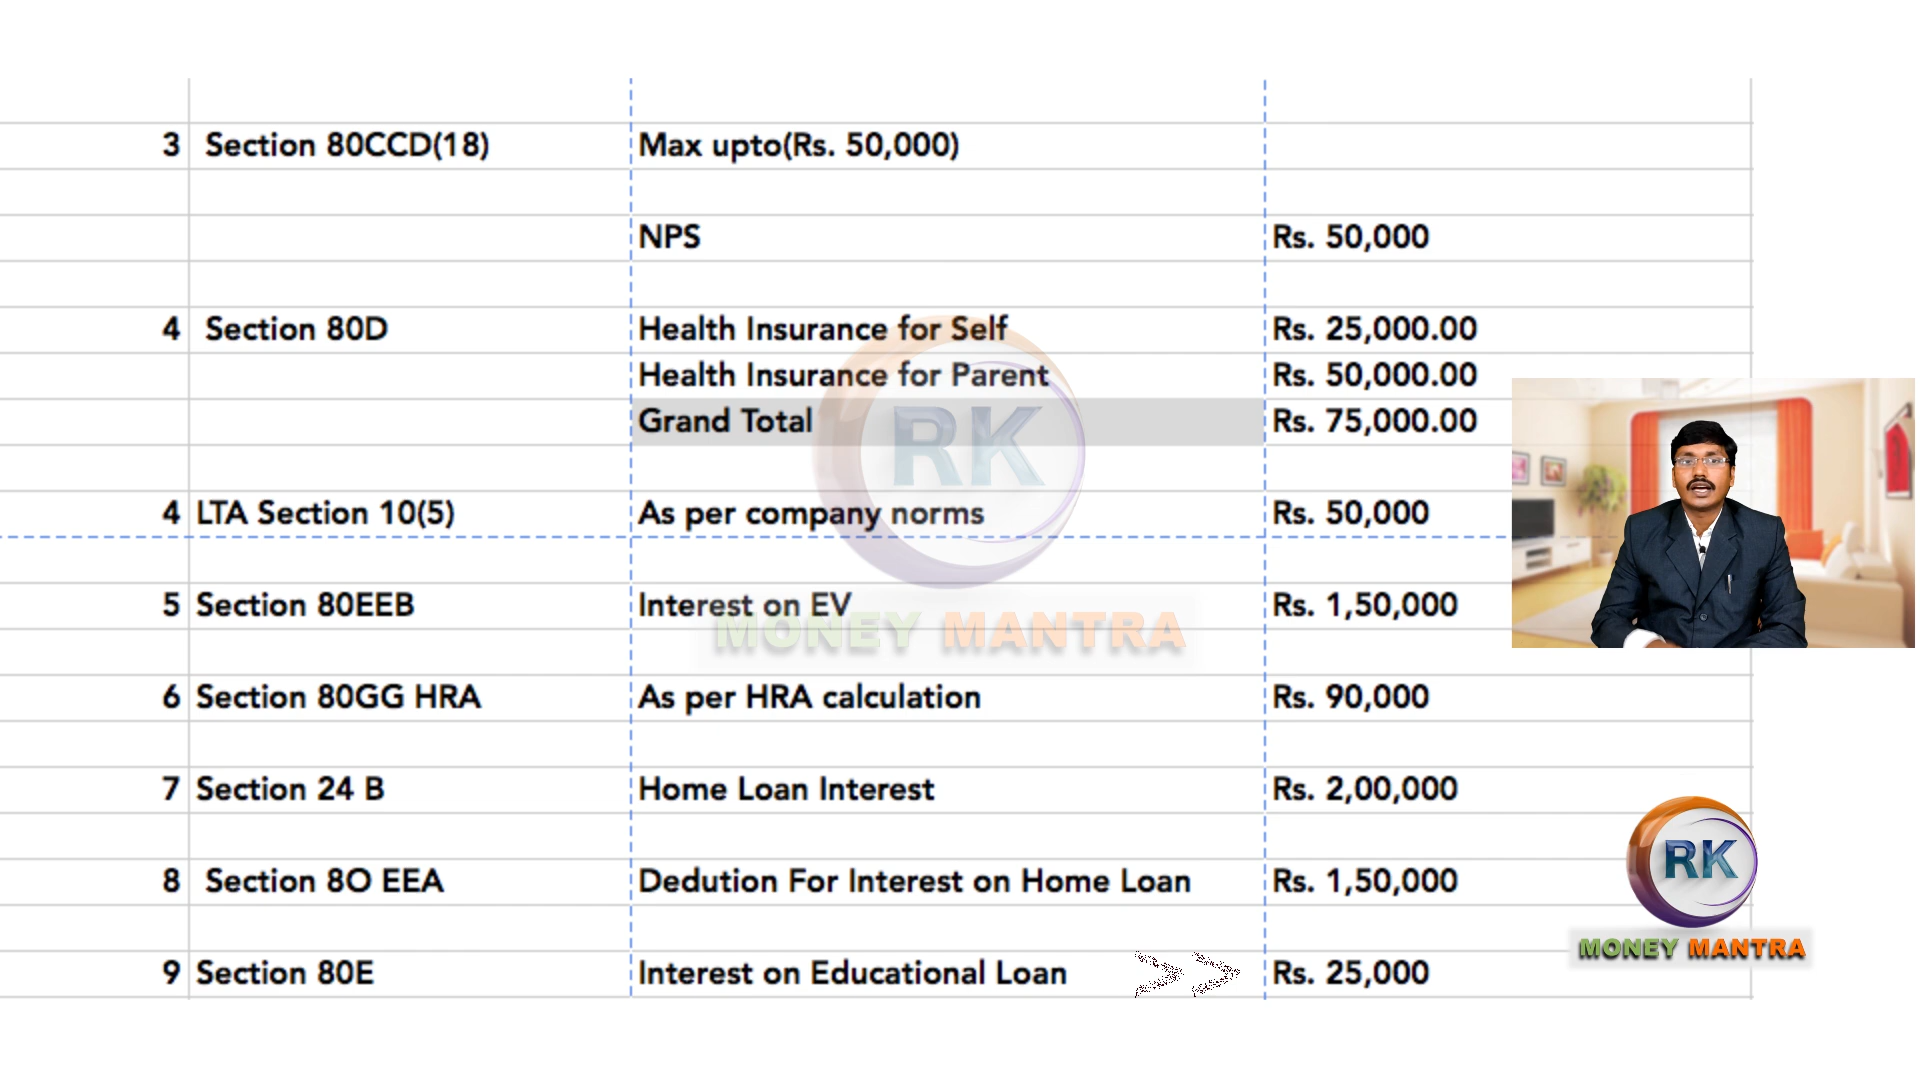 3 Section 80CCD(18) Max upto(Rs. 50,000)
NPS Rs. 50,000
4 Section 80D Health Insurance for Self Rs. 25,000.00
Health Insurance for Parent Rs. 50,000.00
Grand Total Rs. 75,000.00
RK
4 LTA Section 10(5) As per company norms Rs. 50,000
5 Section 80EEB Interest on EV Rs. 1,50,000
MONEY MANTRA
6 Section 80GG HRA As per HRA calculation Rs. 90,000
7 Section 24 B Home Loan Interest Rs. 2,00,000
8 Section 8O EEA Dedution For Interest on Home Loan Rs. 1,50,000
RK
MONEY MANTRA
9 Section 80E Interest on Educational Loan >> Rs. 25,000